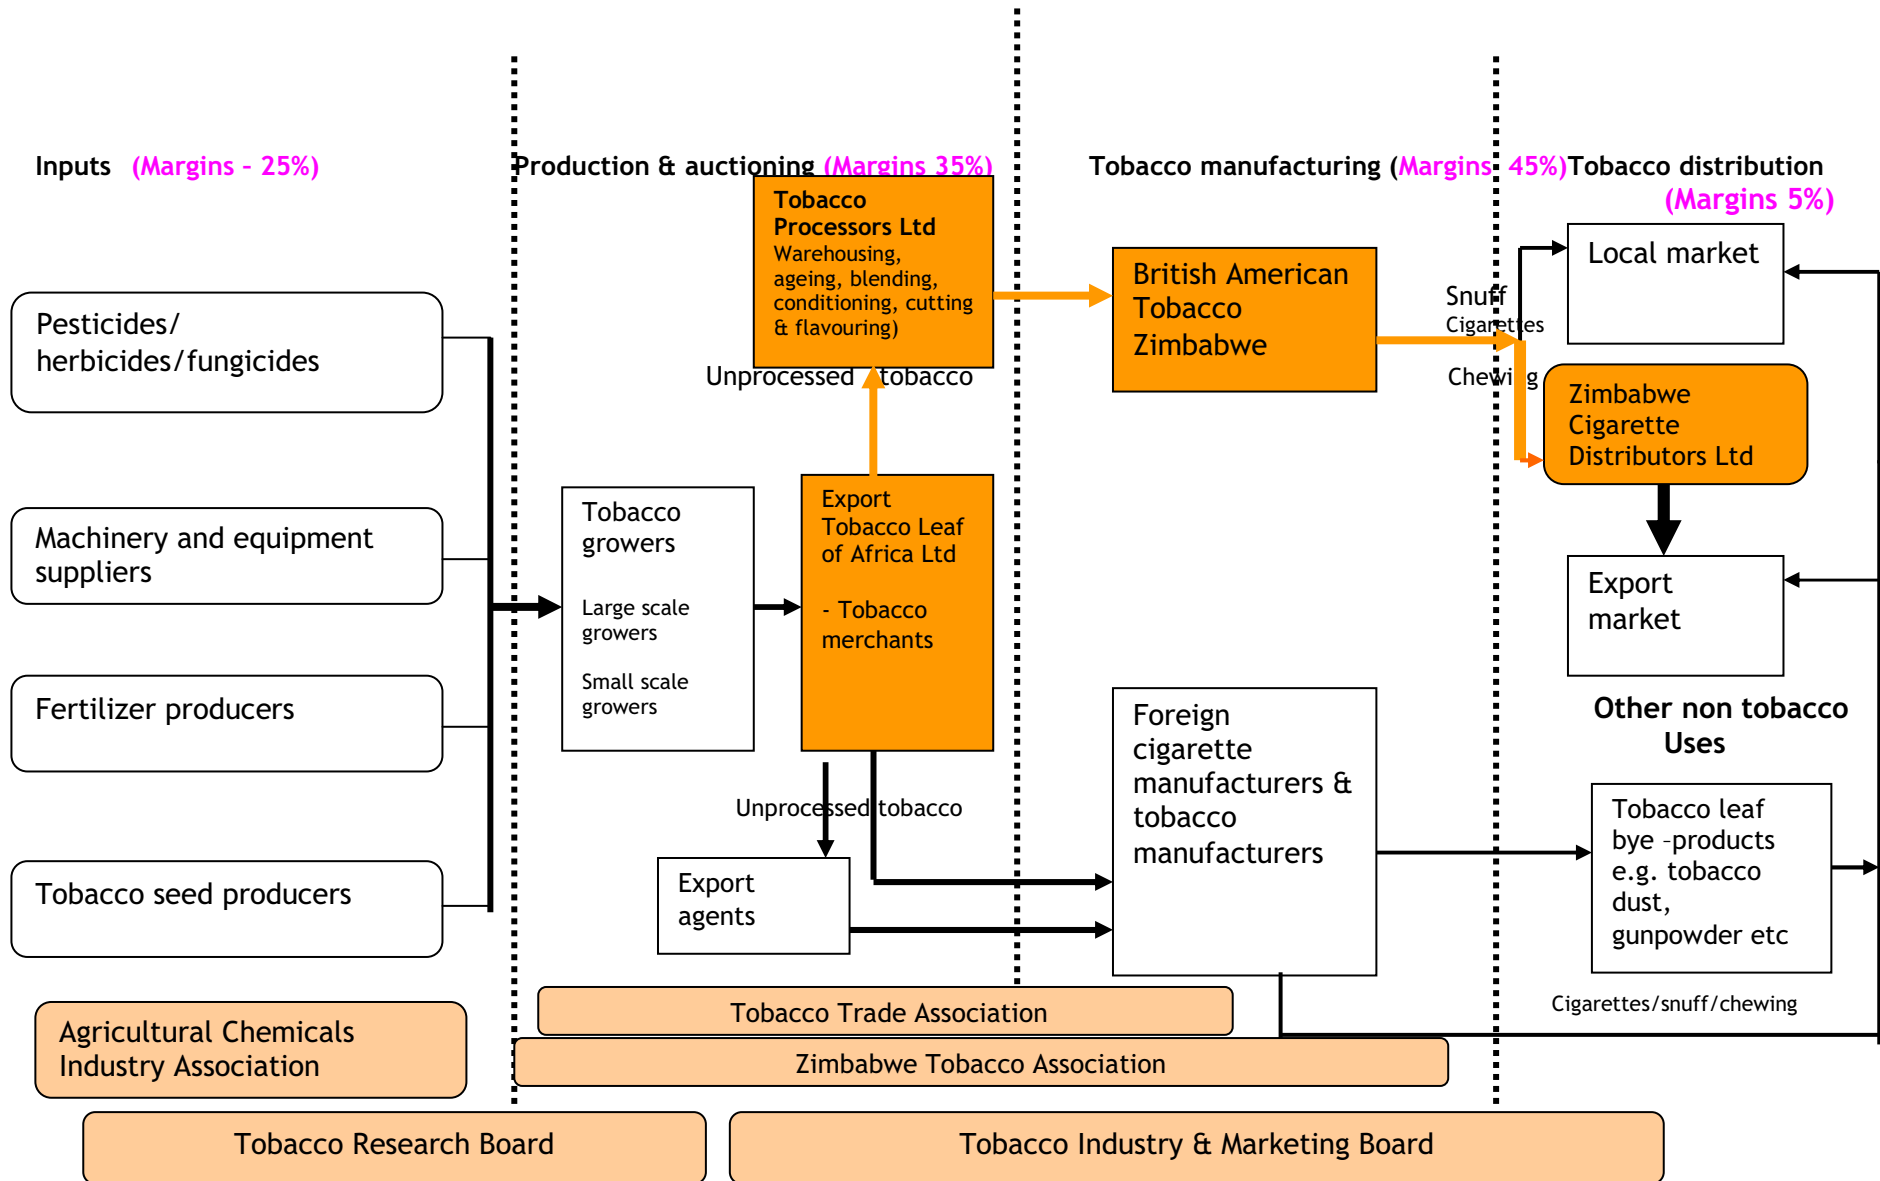 Inputs (Margins - 25%)
Production & auctioning (Margins 35%)
Tobacco manufacturing (Margins 45%)
Tobacco distribution
(Margins 5%)
Pesticides/
herbicides/fungicides
Machinery and equipment
suppliers
Fertilizer producers
Tobacco seed producers
Tobacco
Processors Ltd
Warehousing,
ageing, blending,
conditioning, cutting
& flavouring)
Unprocessed tobacco
Tobacco
growers
Large scale
growers
Small scale
growers
Export
Tobacco Leaf
of Africa Ltd
- Tobacco
merchants
Unprocessed tobacco
Export
agents
British American
Tobacco
Zimbabwe
Snuff
Cigarettes
Chewing
Foreign
cigarette
manufacturers &
tobacco
manufacturers
Local market
Zimbabwe
Cigarette
Distributors Ltd
Export
market
Other non tobacco
Uses
Tobacco leaf
bye -products
e.g. tobacco
dust,
gunpowder etc
Cigarettes/snuff/chewing
Agricultural Chemicals
Industry Association
Tobacco Trade Association
Zimbabwe Tobacco Association
Tobacco Research Board
Tobacco Industry & Marketing Board